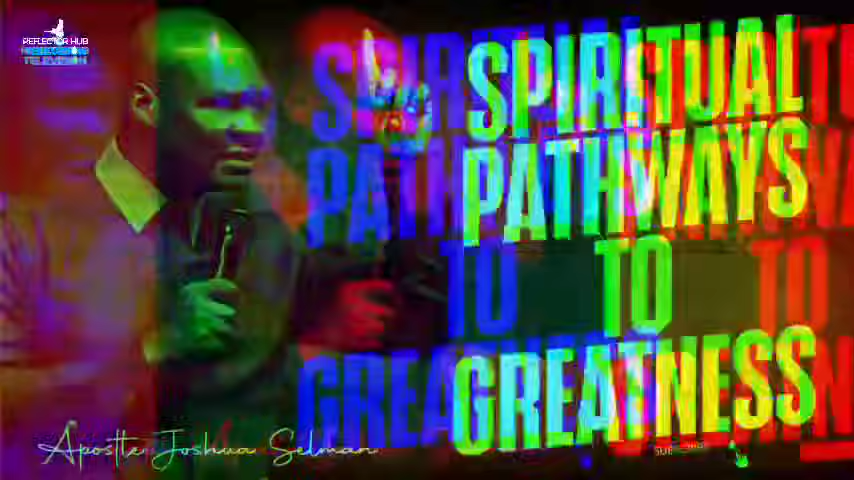 REFLECTOR HUB
TELEVISION
SPIRITUAL
PATHWAYS
TO
GREATNESS
Apostle Joshua Selman